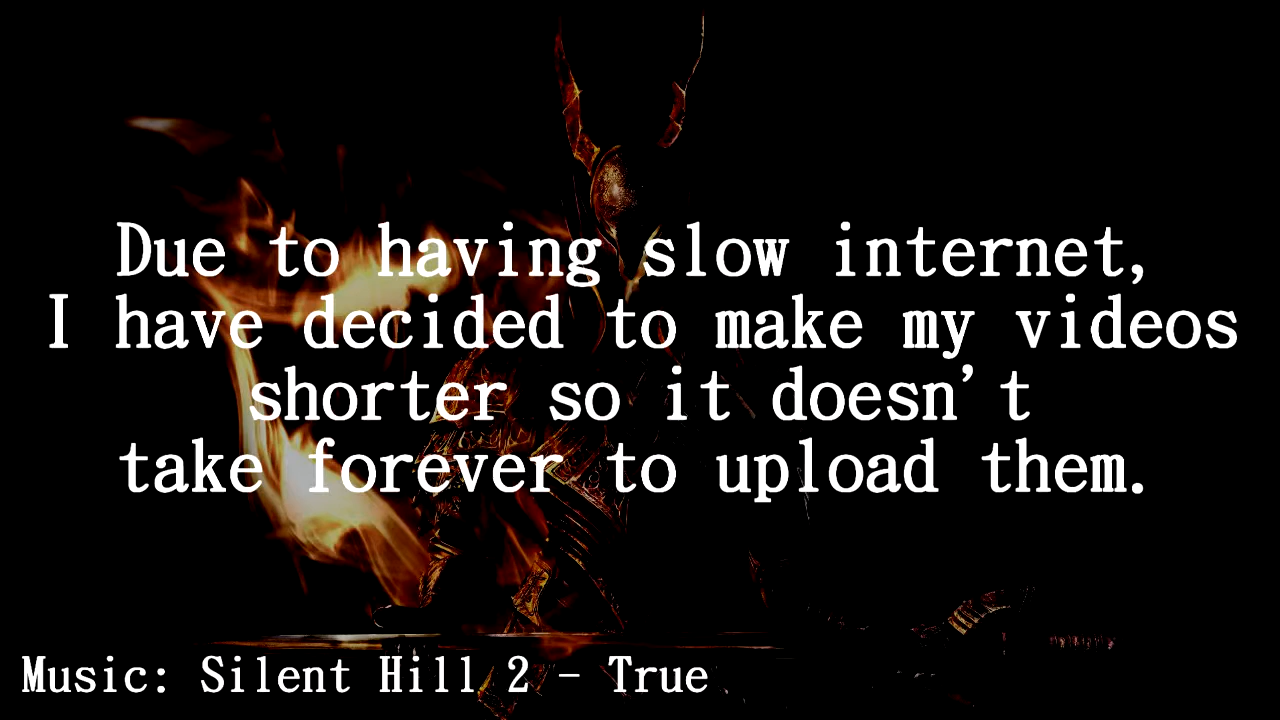 Due to having slow internet,
I have decided to make my videos
shorter so it doesn't
take forever to upload them.
Music: Silent Hill 2 - True